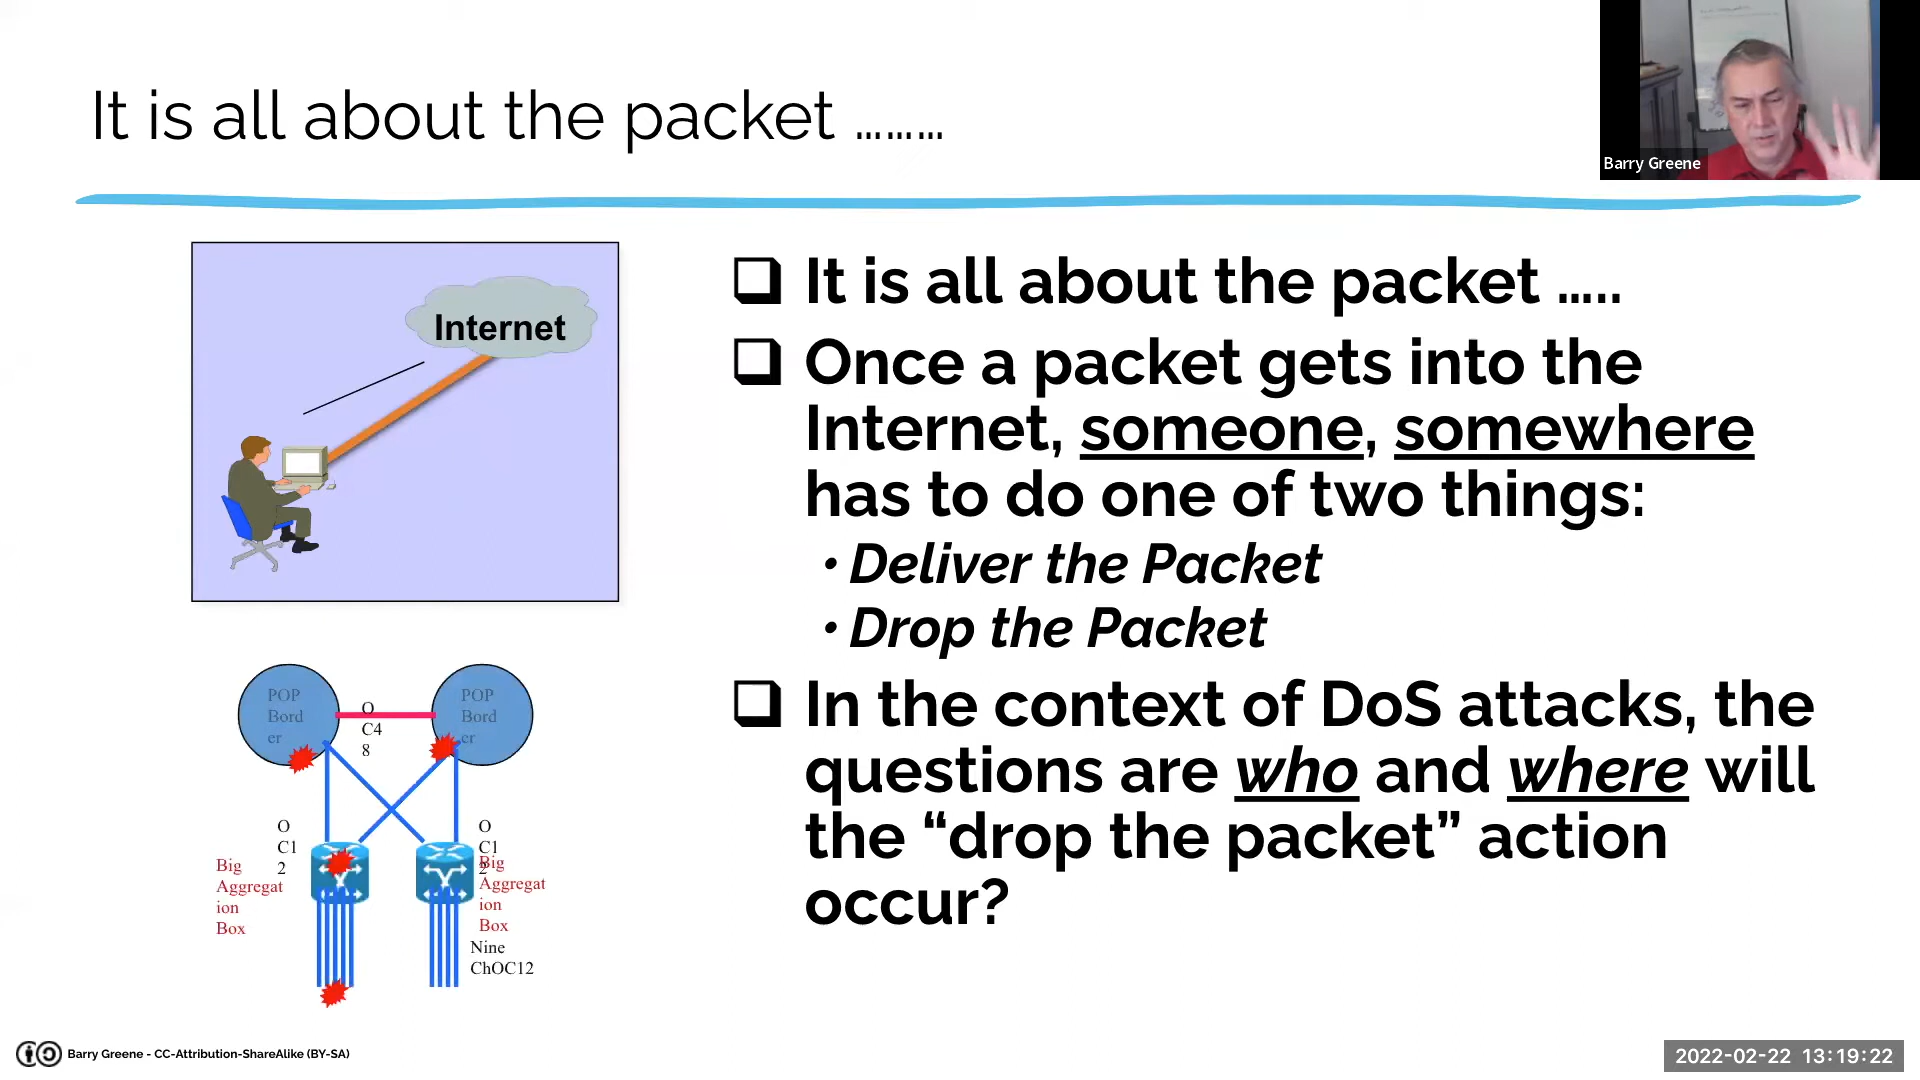 It is all about the packet ………
Barry Greene
Internet
❑ It is all about the packet …..
❑ Once a packet gets into the
Internet, someone, somewhere
has to do one of two things:
• Deliver the Packet
• Drop the Packet
❑ In the context of DoS attacks, the
questions are who and where will
the “drop the packet” action
occur?
POP
Bord
er
O
C4
8
POP
Bord
er
O
C1
2
O
C1
2
Big
Aggregat
ion
Box
Big
Aggregat
ion
Box
Nine
ChOC12
Barry Greene - CC-Attribution-ShareAlike (BY-SA)
2022-02-22 13:19:22